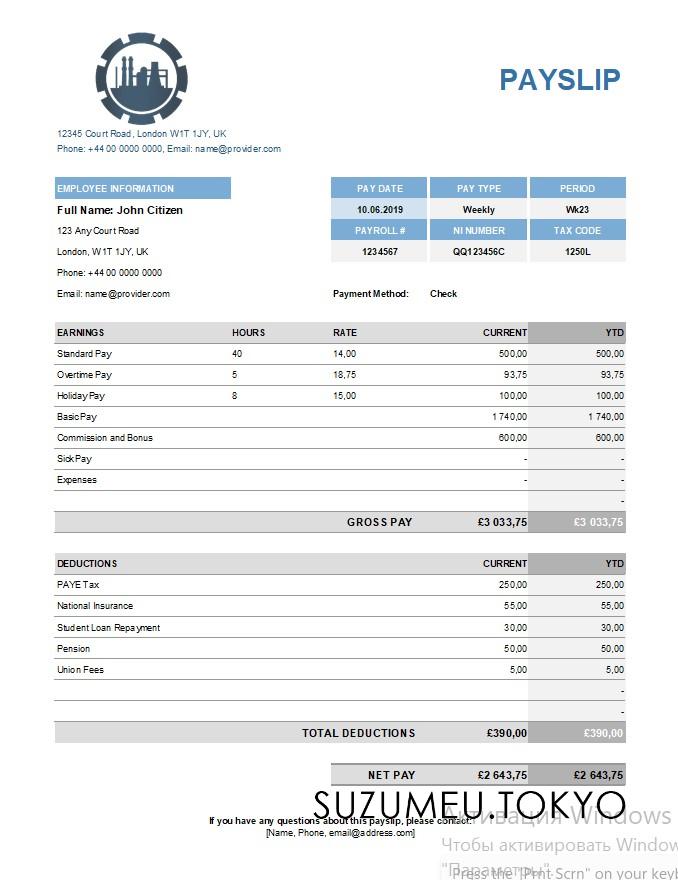 PAYSLIP
12345 Court Road, London W1T 1JY, UK
Phone: +44 00 0000 0000, Email: name@provider.com
EMPLOYEE INFORMATION PAY DATE PAY TYPE PERIOD
Full Name: John Citizen 10.06.2019 Weekly Wk23
123 Any Court Road PAYROLL # NI NUMBER TAX CODE
London, W1T 1JY, UK 1234567 QQ123456C 1250L
Phone: +44 00 0000 0000
Email: name@provider.com Payment Method: Check
EARNINGS HOURS RATE CURRENT YTD
Standard Pay 40 14,00 500,00 500,00
Overtime Pay 5 18,75 93,75 93,75
Holiday Pay 8 15,00 100,00 100,00
Basic Pay 1 740,00 1 740,00
Commission and Bonus 600,00 600,00
Sick Pay - -
Expenses - -
-
GROSS PAY £3 033,75 £3 033,75
DEDUCTIONS CURRENT YTD
PAYE Tax 250,00 250,00
National Insurance 55,00 55,00
Student Loan Repayment 30,00 30,00
Pension 50,00 50,00
Union Fees 5,00 5,00
-
-
TOTAL DEDUCTIONS £390,00 £390,00
NET PAY £2 643,75 £2 643,75
SUZUMEU TOKYO
Активация Windows
If you have any questions about this payslip, please contact:
[Name, Phone, email@address.com]
Чтобы активировать Window
"Параметры".
Press the "Prnt Scrn" on your keyb